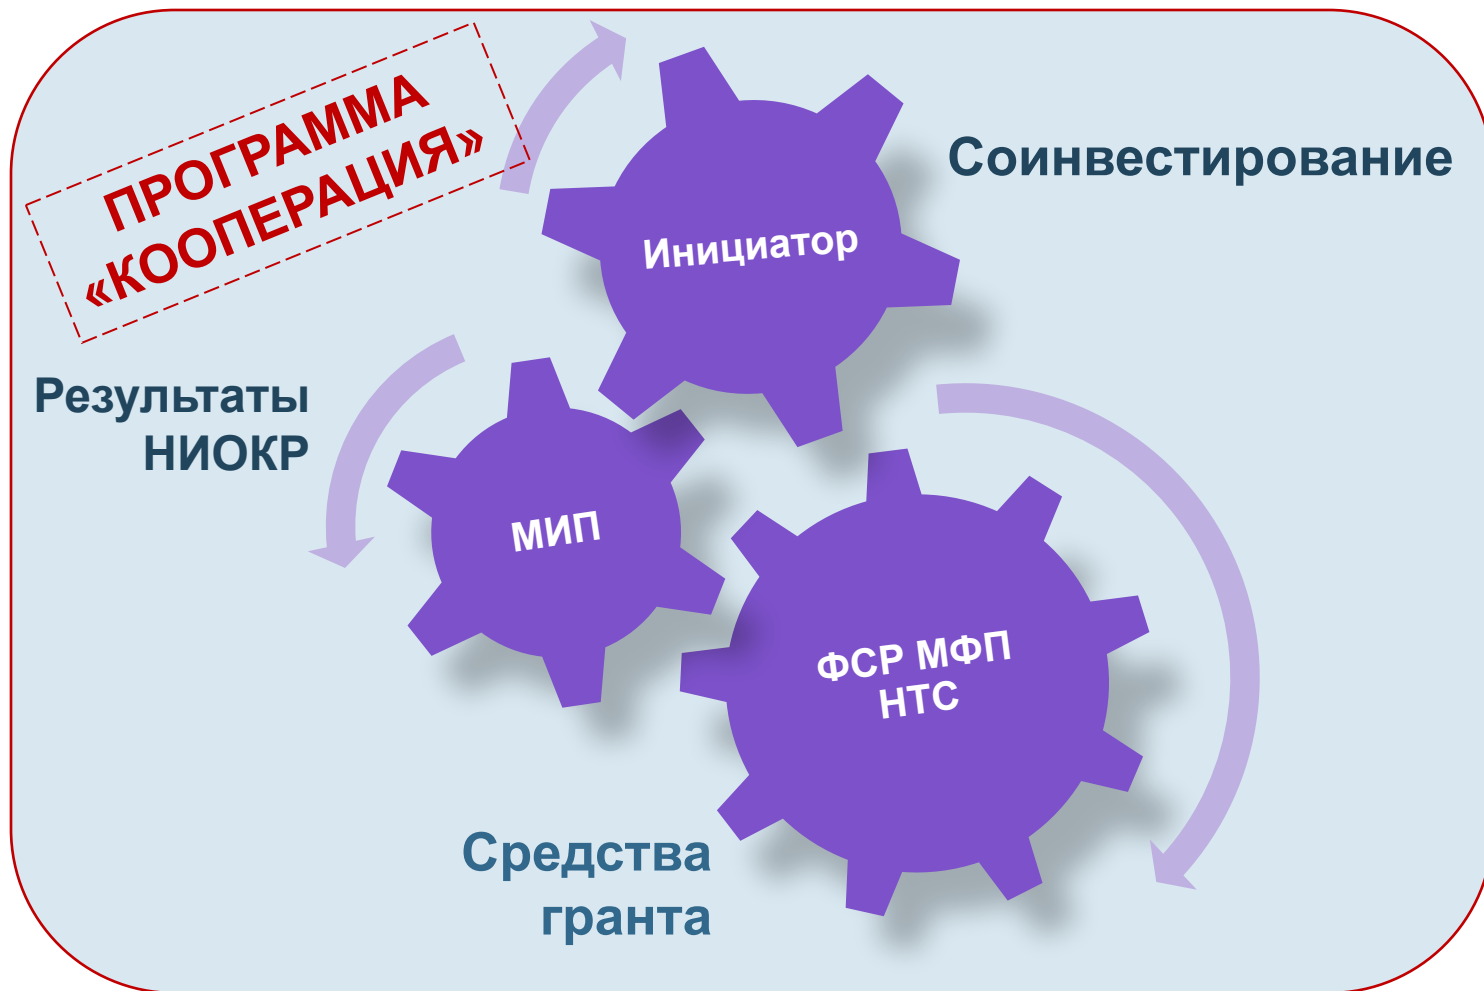 ПРОГРАММА
«КООПЕРАЦИЯ»
Соинвестирование
Инициатор
Результаты
НИОКР
МИП
ФСР МФП
НТС
Средства
гранта